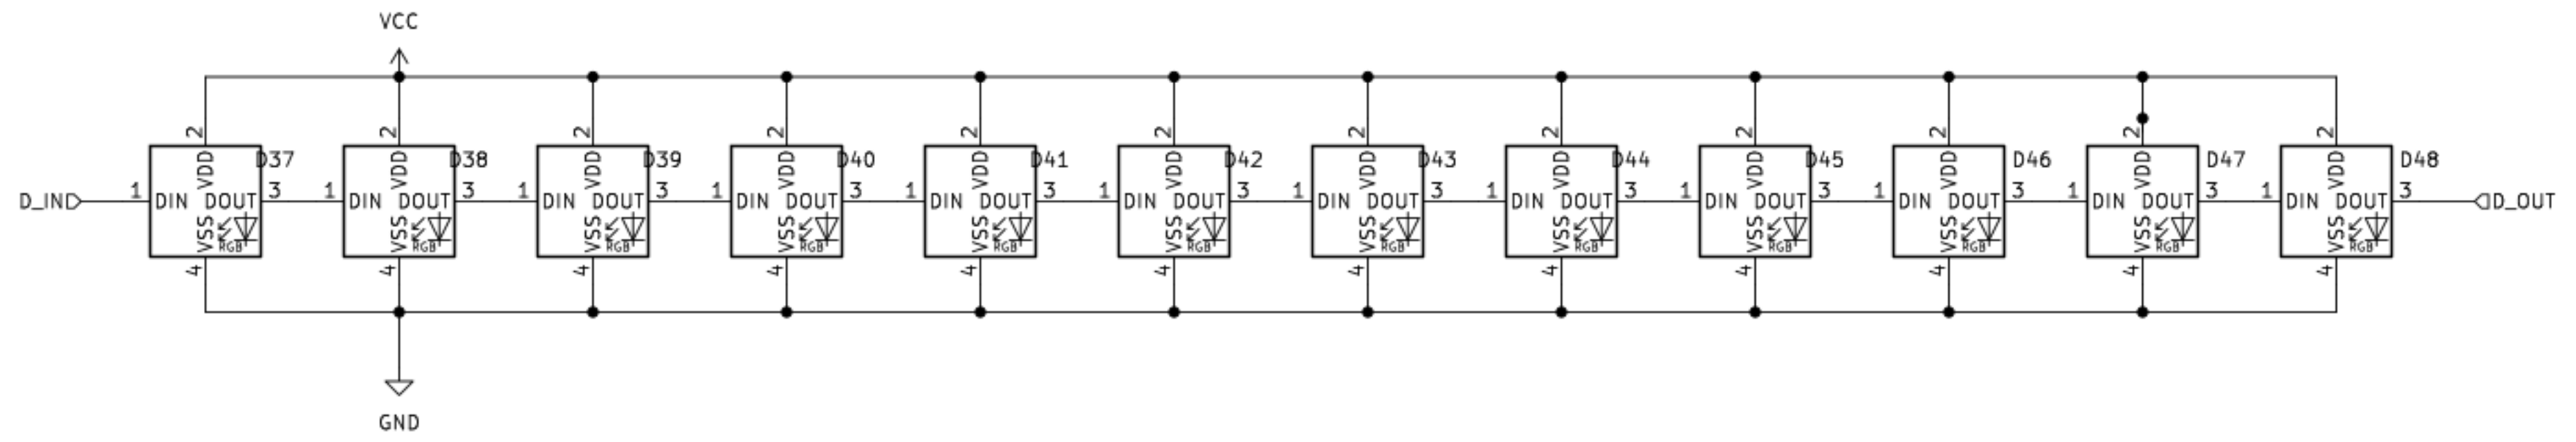 VCC
2 2 2 2 2 2 2 2 2 2 2 2
D37 D38 D39 D40 D41 D42 D43 D44 D45 D46 D47 D48
VDD VDD VDD VDD VDD VDD VDD VDD VDD VDD VDD VDD
D_IN 1 DIN DOUT 3 1 DIN DOUT 3 1 DIN DOUT 3 1 DIN DOUT 3 1 DIN DOUT 3 1 DIN DOUT 3 1 DIN DOUT 3 1 DIN DOUT 3 1 DIN DOUT 3 1 DIN DOUT 3 1 DIN DOUT 3 1 DIN DOUT 3 D_OUT
VSS VSS VSS VSS VSS VSS VSS VSS VSS VSS VSS VSS
RGB RGB RGB RGB RGB RGB RGB RGB RGB RGB RGB RGB
4 4 4 4 4 4 4 4 4 4 4 4
GND